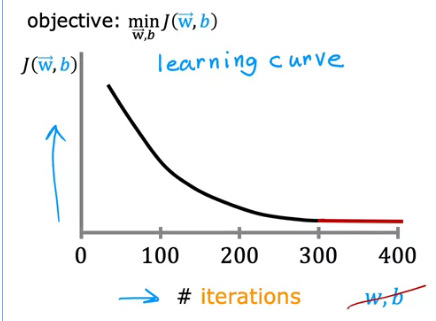 objective: min J(w⃗, b)
w⃗,b
J(w⃗, b)
learning curve
0 100 200 300 400
→ # iterations
w, b